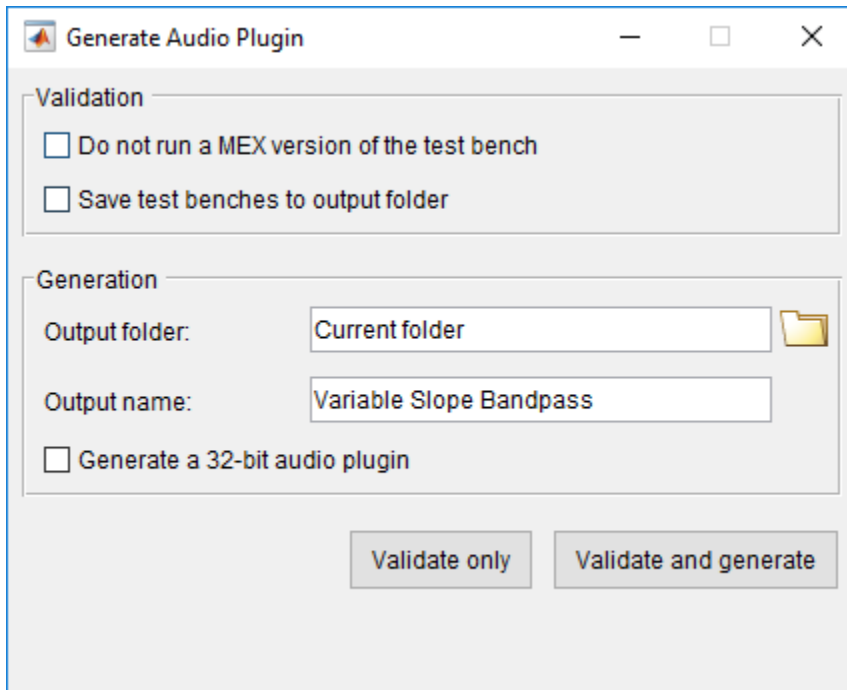 Generate Audio Plugin
Validation
Do not run a MEX version of the test bench
Save test benches to output folder
Generation
Output folder: Current folder
Output name: Variable Slope Bandpass
Generate a 32-bit audio plugin
Validate only Validate and generate